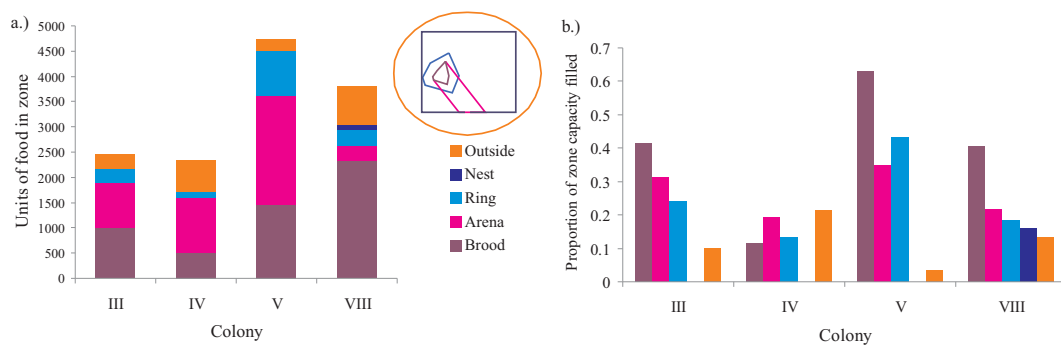 a.)
Units of food in zone
5000
4500
4000
3500
3000
2500
2000
1500
1000
500
0
III IV V VIII
Colony
Outside
Nest
Ring
Arena
Brood
b.)
Proportion of zone capacity filled
0.7
0.6
0.5
0.4
0.3
0.2
0.1
0
III IV V VIII
Colony